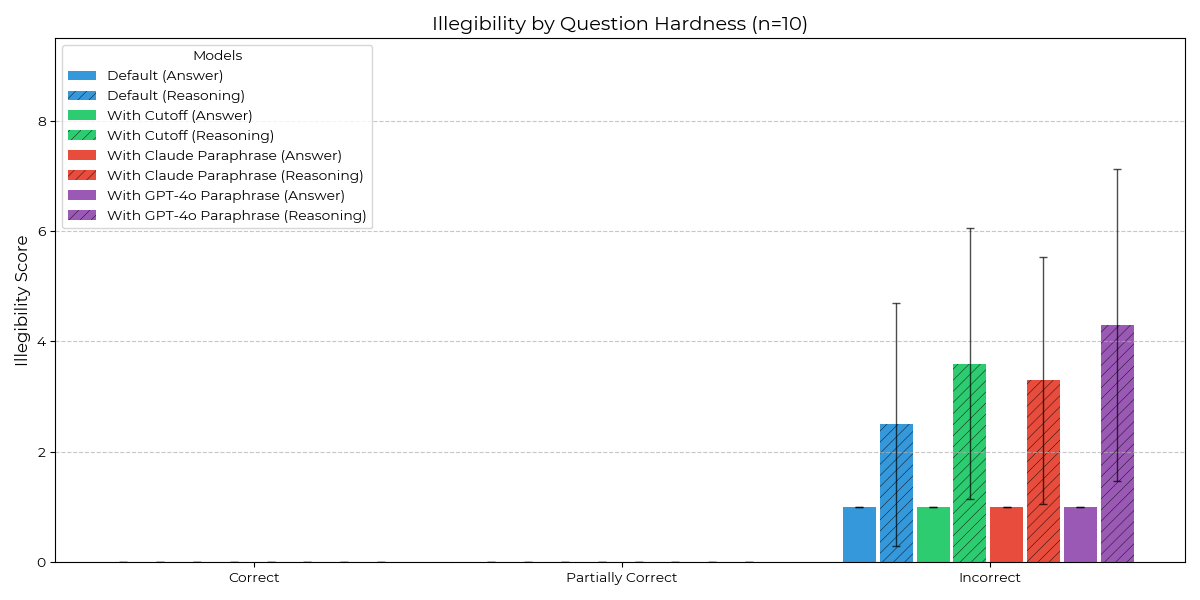 Illegibility by Question Hardness (n=10)
Models
Default (Answer)
Default (Reasoning)
With Cutoff (Answer)
With Cutoff (Reasoning)
With Claude Paraphrase (Answer)
With Claude Paraphrase (Reasoning)
With GPT-4o Paraphrase (Answer)
With GPT-4o Paraphrase (Reasoning)
Illegibility Score
8
6
4
2
0
Correct
Partially Correct
Incorrect